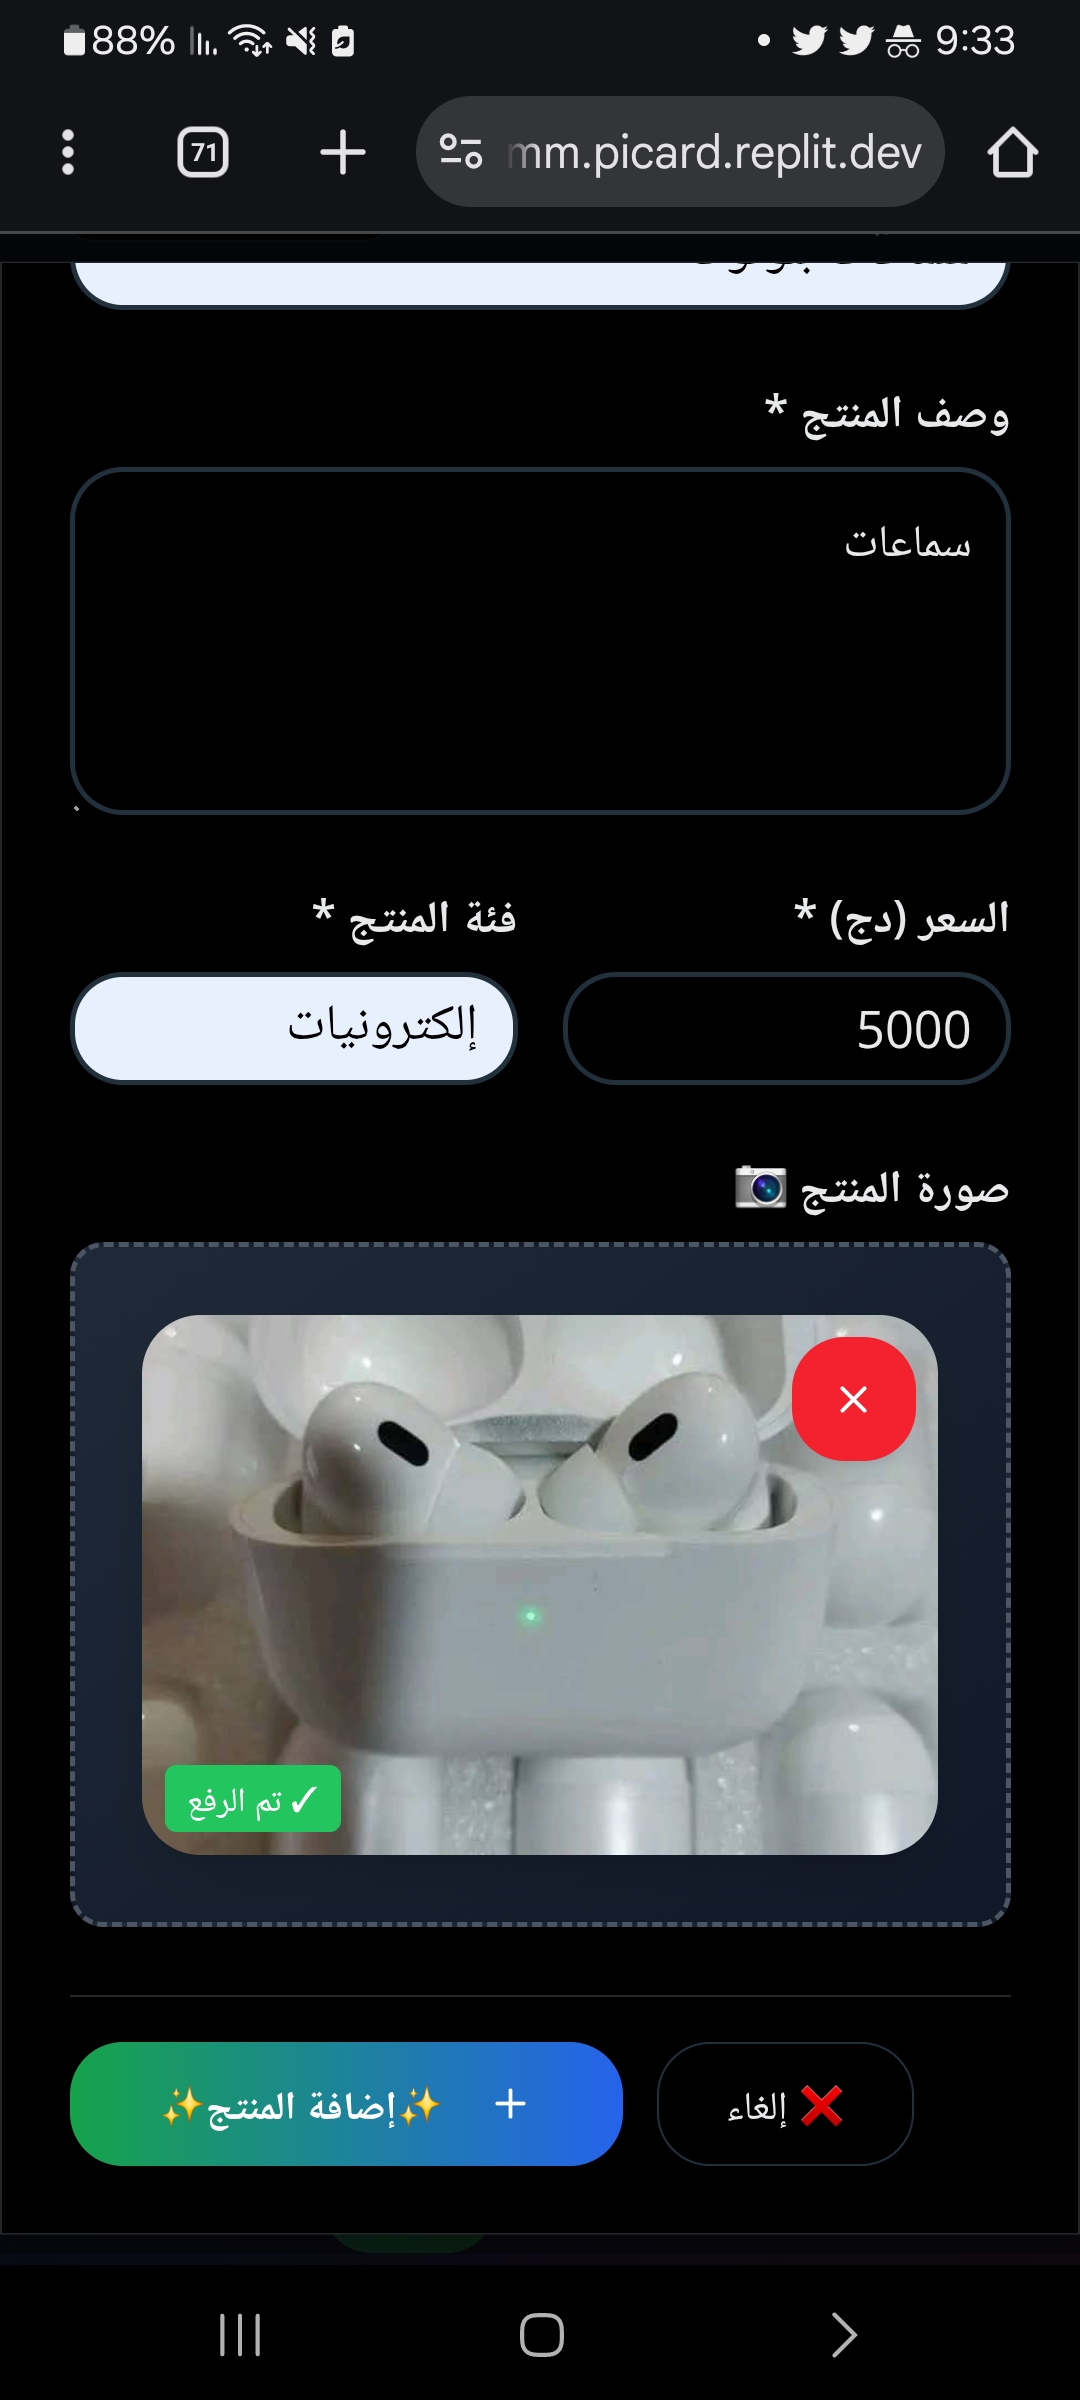 88% 9:33
71 mm.picard.replit.dev
وصف المنتج *
سماعات
السعر (دج) *
فئة المنتج *
5000
إلكترونيات
صورة المنتج 📷
×
✓ تم الرفع
❌ إلغاء
+ ✨إضافة المنتج✨